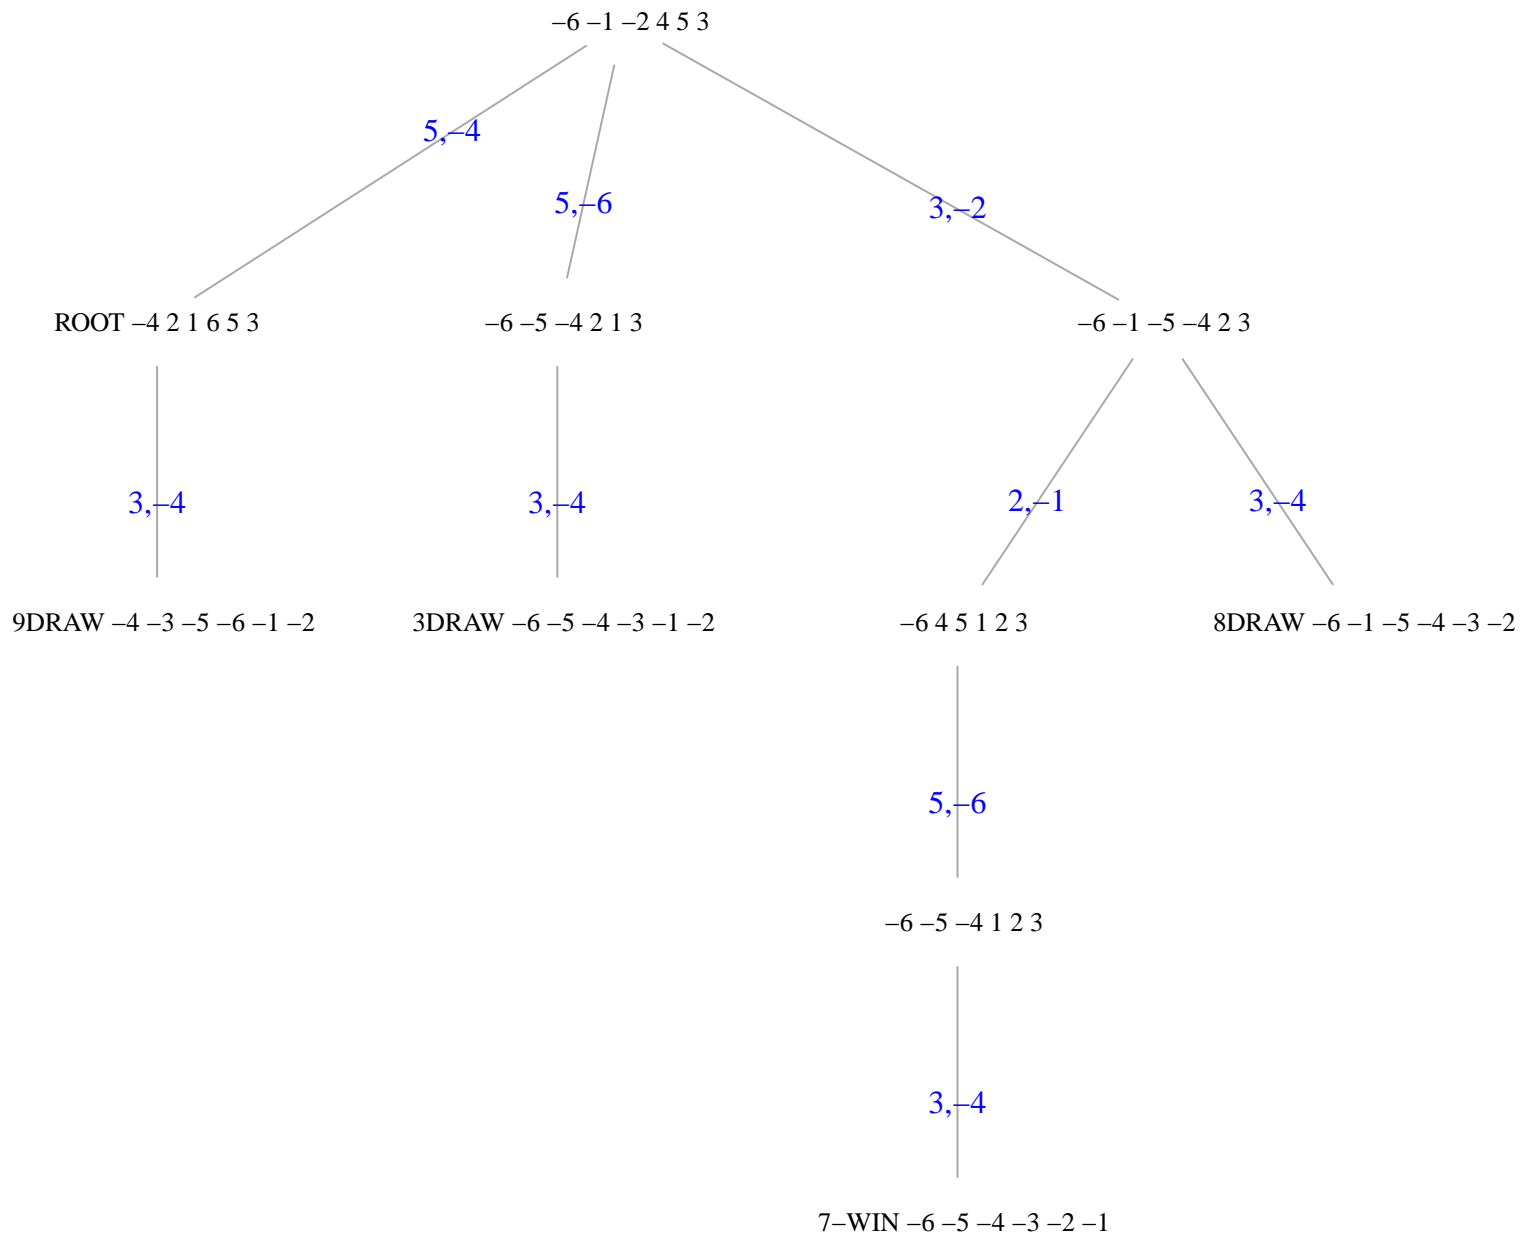 –6 –1 –2 4 5 3
5,–4
5,–6
3,–2
ROOT –4 2 1 6 5 3
–6 –5 –4 2 1 3
–6 –1 –5 –4 2 3
3,–4
3,–4
2,–1
3,–4
9DRAW –4 –3 –5 –6 –1 –2
3DRAW –6 –5 –4 –3 –1 –2
–6 4 5 1 2 3
8DRAW –6 –1 –5 –4 –3 –2
5,–6
–6 –5 –4 1 2 3
3,–4
7–WIN –6 –5 –4 –3 –2 –1